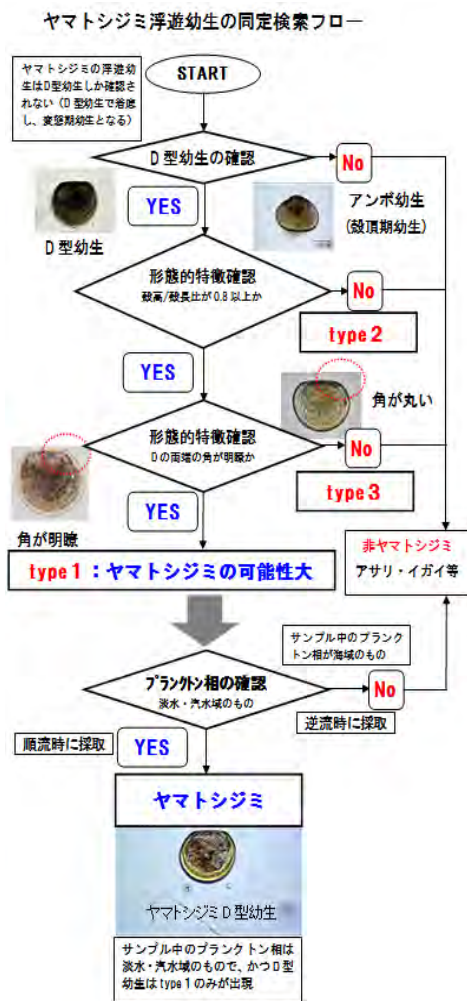 ヤマトシジミ浮遊幼生の同定検索フロー
ヤマトシジミの浮遊幼
生はD型幼生しか確認
されない（D型幼生で着底
し、変態期幼生となる）
START
D型幼生の確認
No
YES
D型幼生
アンボ幼生
(殻頂期幼生)
形態的特徴確認
殻高/殻長比が0.8以上か
No
type2
YES
角が丸い
形態的特徴確認
Dの両端の角が明瞭か
No
type3
YES
角が明瞭
type1：ヤマトシジミの可能性大
非ヤマトシジミ
アサリ・イガイ等
サンプル中のプランク
トン相が海域のもの
プランクトン相の確認
淡水・汽水域のもの
No
逆流時に採取
順流時に採取
YES
ヤマトシジミ
ヤマトシジミD型幼生
サンプル中のプランクトン相は
淡水・汽水域のもので、かつD型
幼生はtype1のみが出現